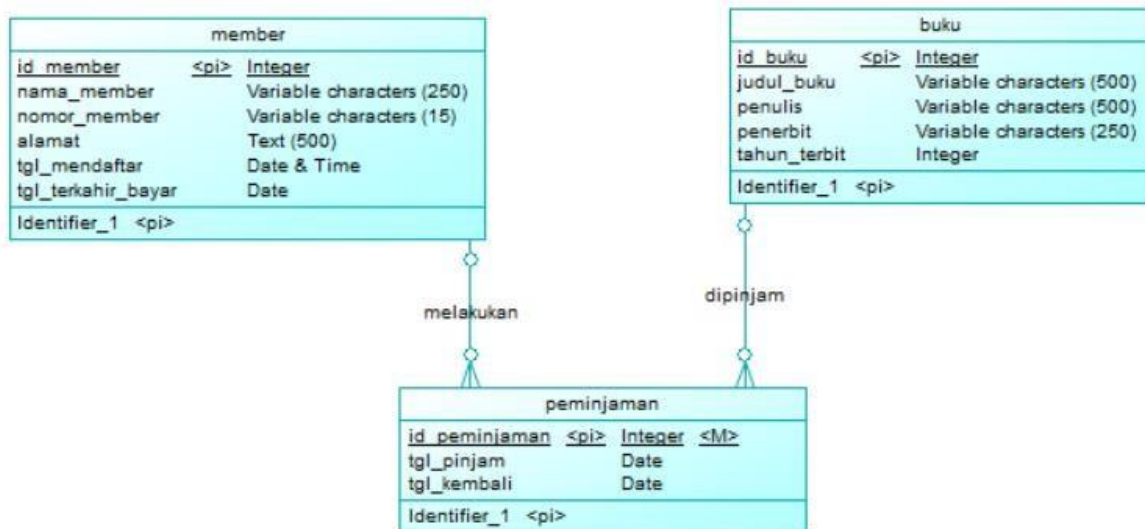 member
id_member <pi> Integer
nama_member Variable characters (250)
nomor_member Variable characters (15)
alamat Text (500)
tgl_mendaftar Date & Time
tgl_terkahir_bayar Date
Identifier_1 <pi>
buku
id_buku <pi> Integer
judul_buku Variable characters (500)
penulis Variable characters (500)
penerbit Variable characters (250)
tahun_terbit Integer
Identifier_1 <pi>
melakukan
dipinjam
peminjaman
id_peminjaman <pi> Integer <M>
tgl_pinjam Date
tgl_kembali Date
Identifier_1 <pi>